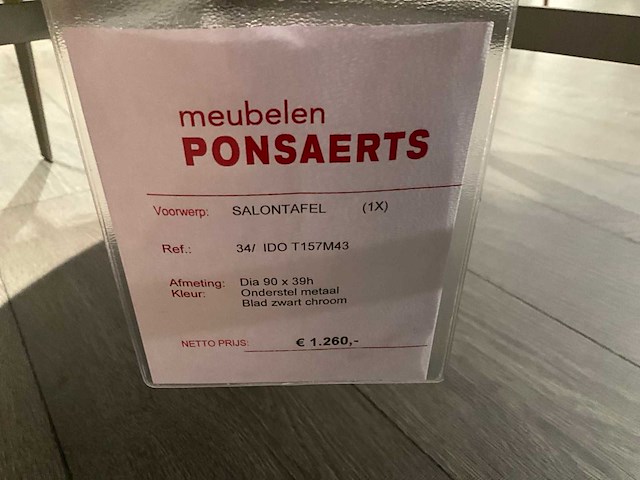 meubelen
PONSAERTS
Voorwerp: SALONTAFEL (1X)
Ref.: 34/ IDO T157M43
Afmeting: Dia 90 x 39h
Kleur: Onderstel metaal
Blad zwart chroom
NETTO PRIJS: € 1.260,-